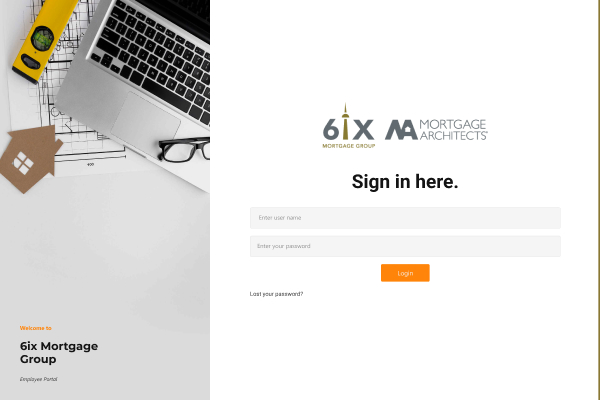 600
Welcome to
6ix Mortgage
Group
Employee Portal
6iX
MORTGAGE GROUP
MA MORTGAGE
ARCHITECTS
Sign in here.
Enter user name
Enter your password
Login
Lost your password?